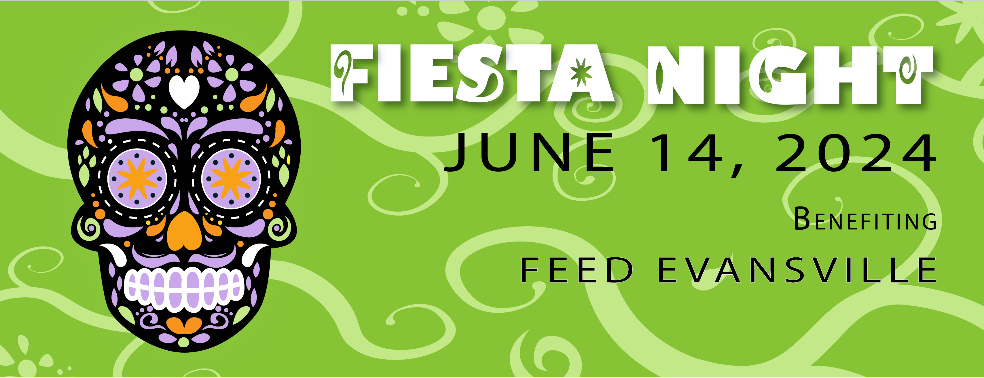 FIESTA NIGHT
JUNE 14, 2024
BENEFITING
FEED EVANSVILLE